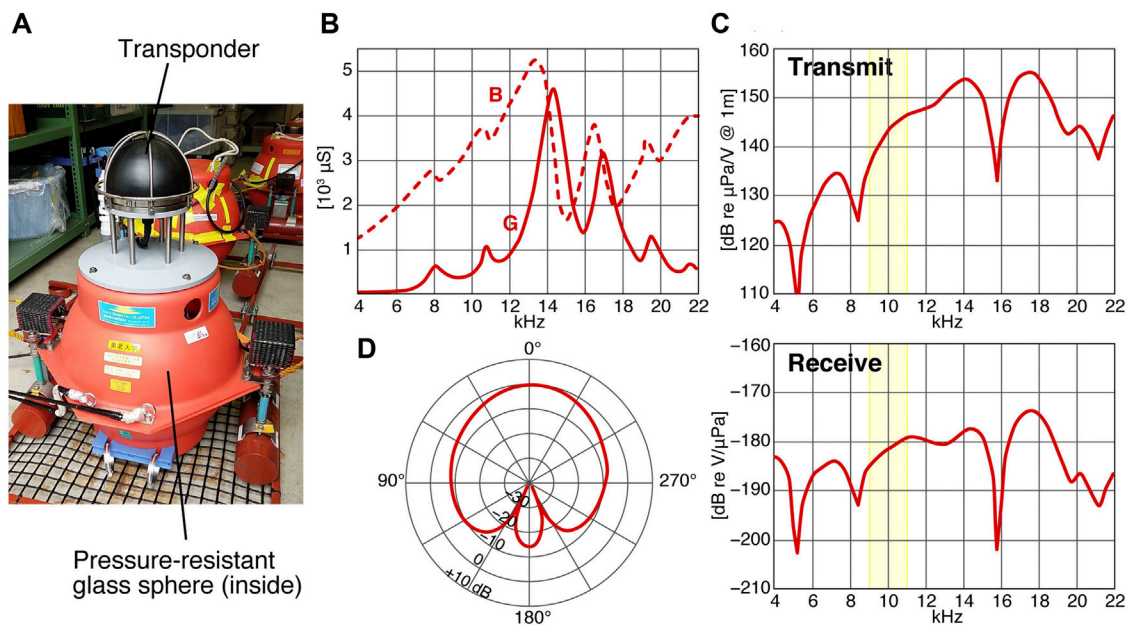 A
Transponder
Pressure-resistant
glass sphere (inside)
東北大学
B
[10³ µS]
5
4
3
2
1
B
G
4 6 8 10 12 14 16 18 20 22
kHz
C
Transmit
[dB re µPa/V @ 1m]
160
150
140
130
120
110
4 6 8 10 12 14 16 18 20 22
kHz
Receive
[dB re V/µPa]
−160
−170
−180
−190
−200
−210
4 6 8 10 12 14 16 18 20 22
kHz
D
0°
90°
270°
180°
−30
−20
−10
0
+10 dB